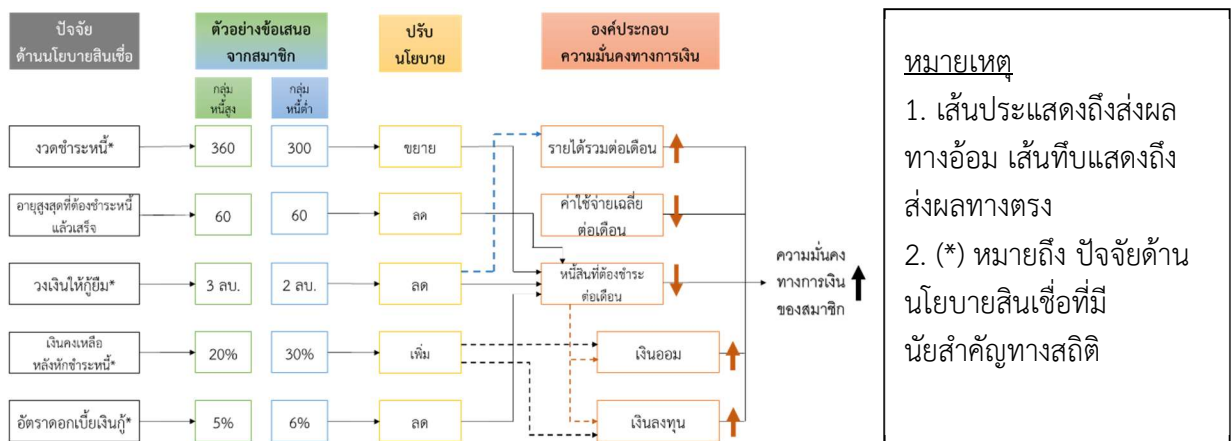 ปัจจัย
ด้านนโยบายสินเชื่อ
ตัวอย่างข้อเสนอ
จากสมาชิก
ปรับ
นโยบาย
องค์ประกอบ
ความมั่นคงทางการเงิน
กลุ่ม
หนี้สูง
กลุ่ม
หนี้ต่ำ
งวดชำระหนี้*
360
300
ขยาย
รายได้รวมต่อเดือน
อายุสูงสุดที่ต้องชำระหนี้
แล้วเสร็จ
60
60
ลด
ค่าใช้จ่ายเฉลี่ย
ต่อเดือน
วงเงินให้กู้ยืม*
3 ลบ.
2 ลบ.
ลด
หนี้สินที่ต้องชำระ
ต่อเดือน
เงินคงเหลือ
หลังหักชำระหนี้*
20%
30%
เพิ่ม
เงินออม
อัตราดอกเบี้ยเงินกู้*
5%
6%
ลด
เงินลงทุน
ความมั่นคง
ทางการเงิน
ของสมาชิก
หมายเหตุ
1. เส้นประแสดงถึงส่งผล
ทางอ้อม เส้นทึบแสดงถึง
ส่งผลทางตรง
2. (*) หมายถึง ปัจจัยด้าน
นโยบายสินเชื่อที่มี
นัยสำคัญทางสถิติ